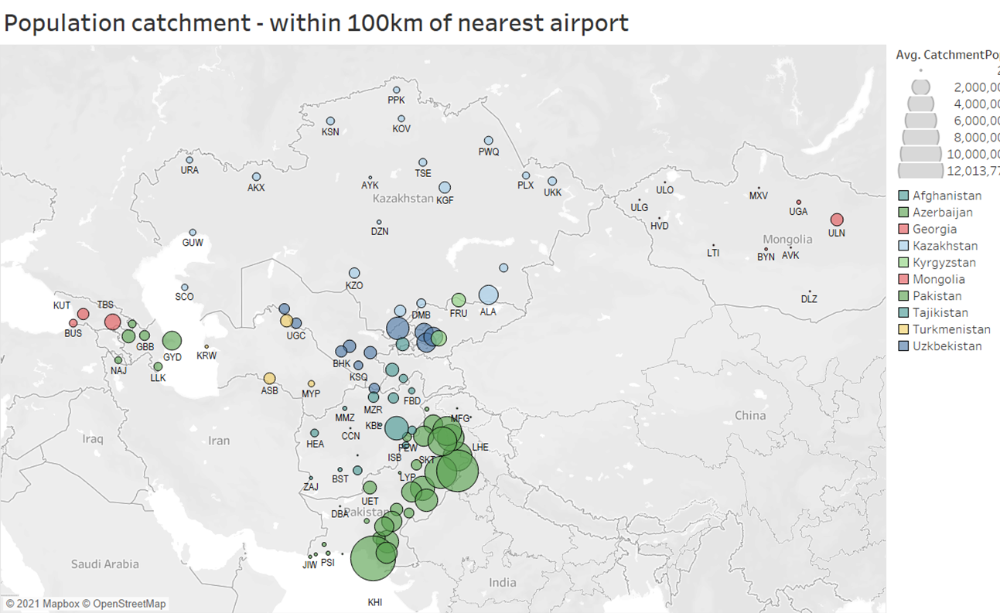 Population catchment - within 100km of nearest airport
Avg. CatchmentPo
2,000,00
4,000,00
6,000,00
8,000,00
10,000,00
12,013,77
Afghanistan
Azerbaijan
Georgia
Kazakhstan
Kyrgyzstan
Mongolia
Pakistan
Tajikistan
Turkmenistan
Uzkbekistan
PPK
KSN
KOV
PWQ
URA
AKX
AYK
TSE
PLX
UKK
Kazakhstan
KGF
ULO
MXV
ULG
UGA
HVD
ULN
DZN
GUW
Mongolia
LTI
BYN
AVK
KZO
SCO
DLZ
KUT
TBS
DMB
FRU
ALA
BUS
UGC
GBB
GYD
KRW
BHK
NAJ
LLK
KSQ
ASB
MYP
MZR
FBD
China
MMZ
KBL
MFG
Iraq
Iran
HEA
CCN
PEW
LHE
ISB
SKT
BST
LYP
ZAJ
UET
DBA
Pakistan
JIW
PSI
Saudi Arabia
India
KHI
© 2021 Mapbox © OpenStreetMap